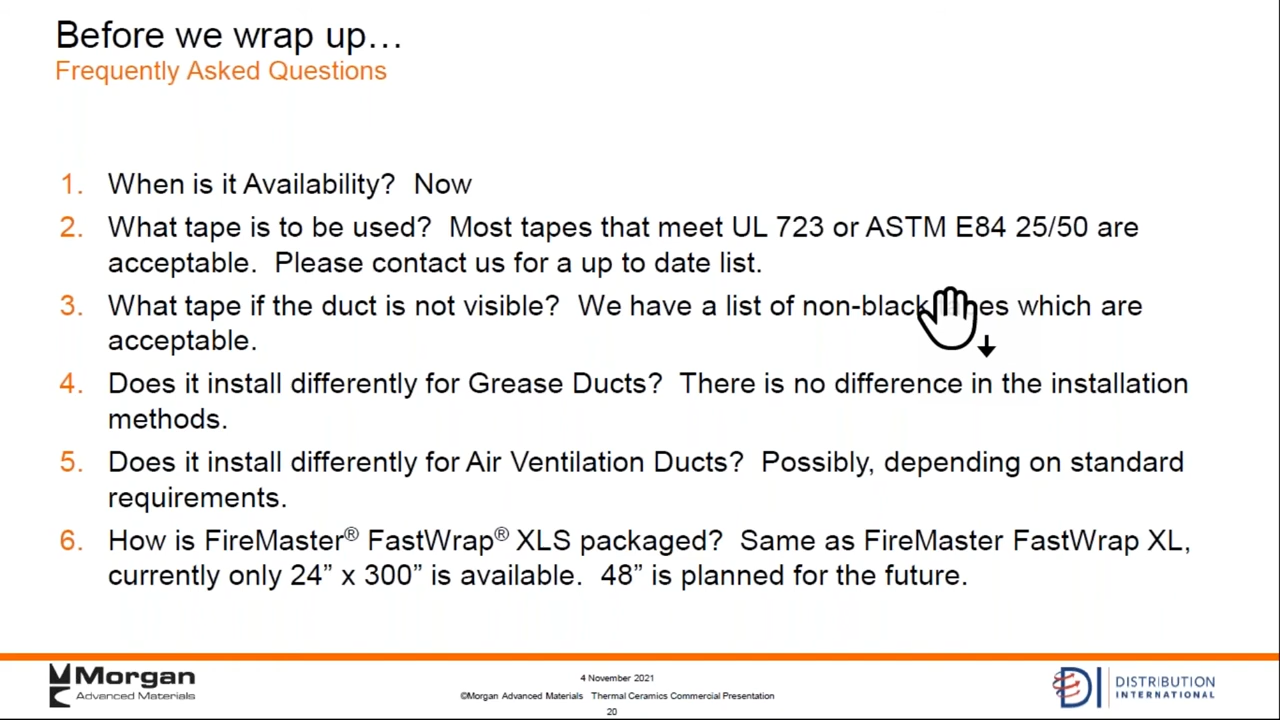 Before we wrap up…
Frequently Asked Questions
1. When is it Availability? Now
2. What tape is to be used? Most tapes that meet UL 723 or ASTM E84 25/50 are
acceptable. Please contact us for a up to date list.
3. What tape if the duct is not visible? We have a list of non-black which are
acceptable.
4. Does it install differently for Grease Ducts? There is no difference in the installation
methods.
5. Does it install differently for Air Ventilation Ducts? Possibly, depending on standard
requirements.
6. How is FireMaster® FastWrap® XLS packaged? Same as FireMaster FastWrap XL,
currently only 24” x 300” is available. 48” is planned for the future.
Morgan
Advanced Materials
4 November 2021
©Morgan Advanced Materials Thermal Ceramics Commercial Presentation
20
DI DISTRIBUTION
INTERNATIONAL